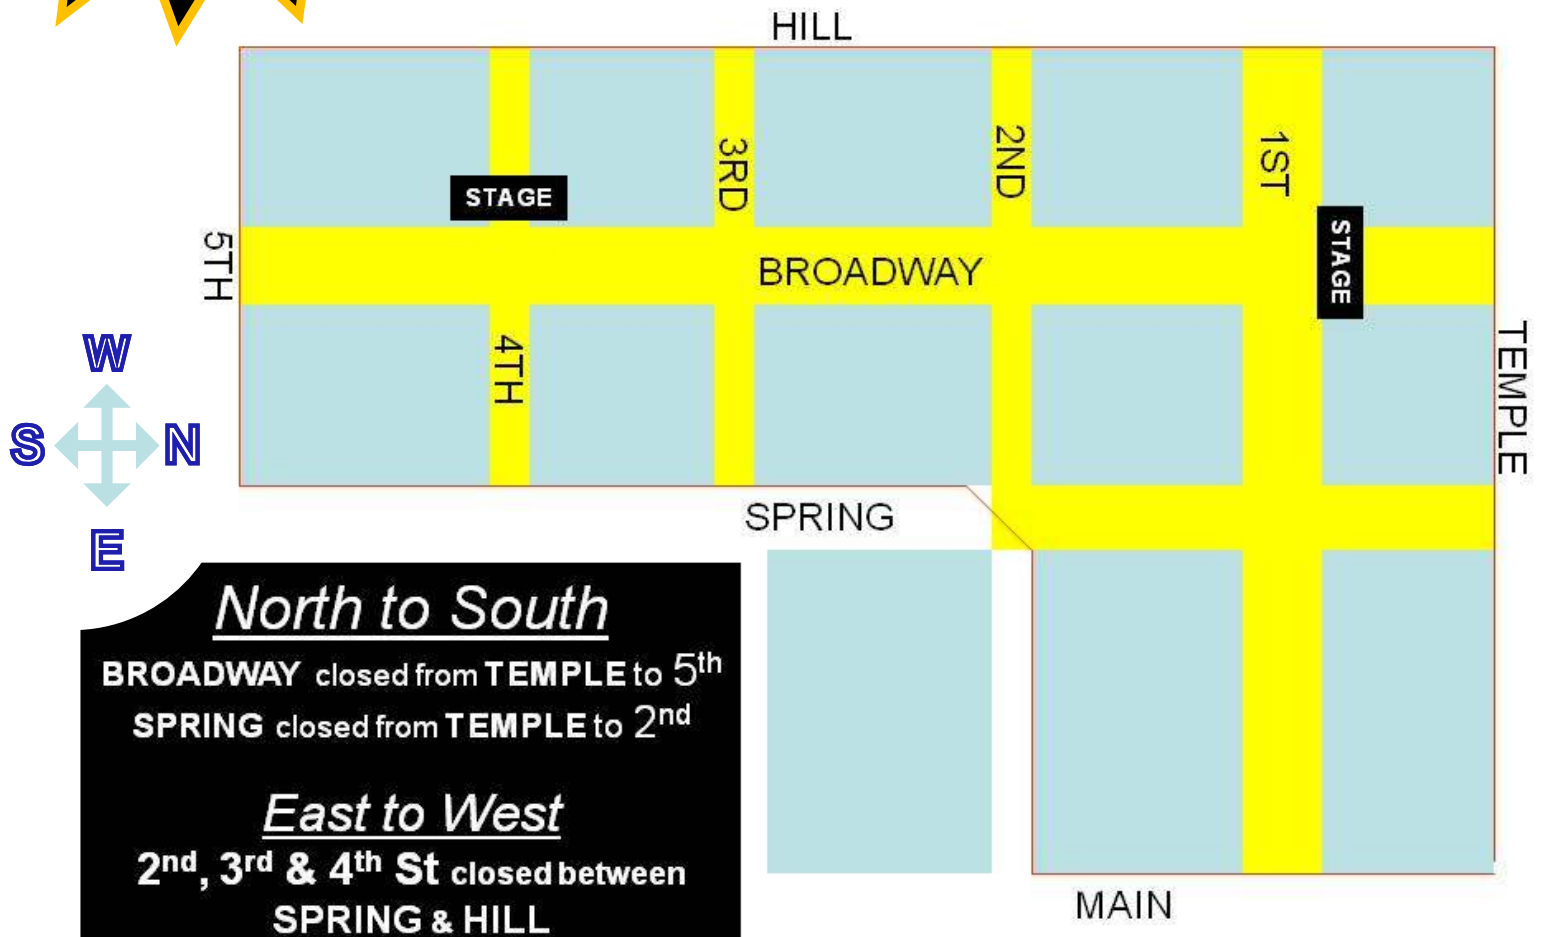 HILL
3RD
2ND
1ST
STAGE
STAGE
5TH
BROADWAY
4TH
TEMPLE
W
S
N
E
SPRING
North to South
BROADWAY closed from TEMPLE to 5th
SPRING closed from TEMPLE to 2nd
East to West
2nd, 3rd & 4th St closed between
SPRING & HILL
MAIN